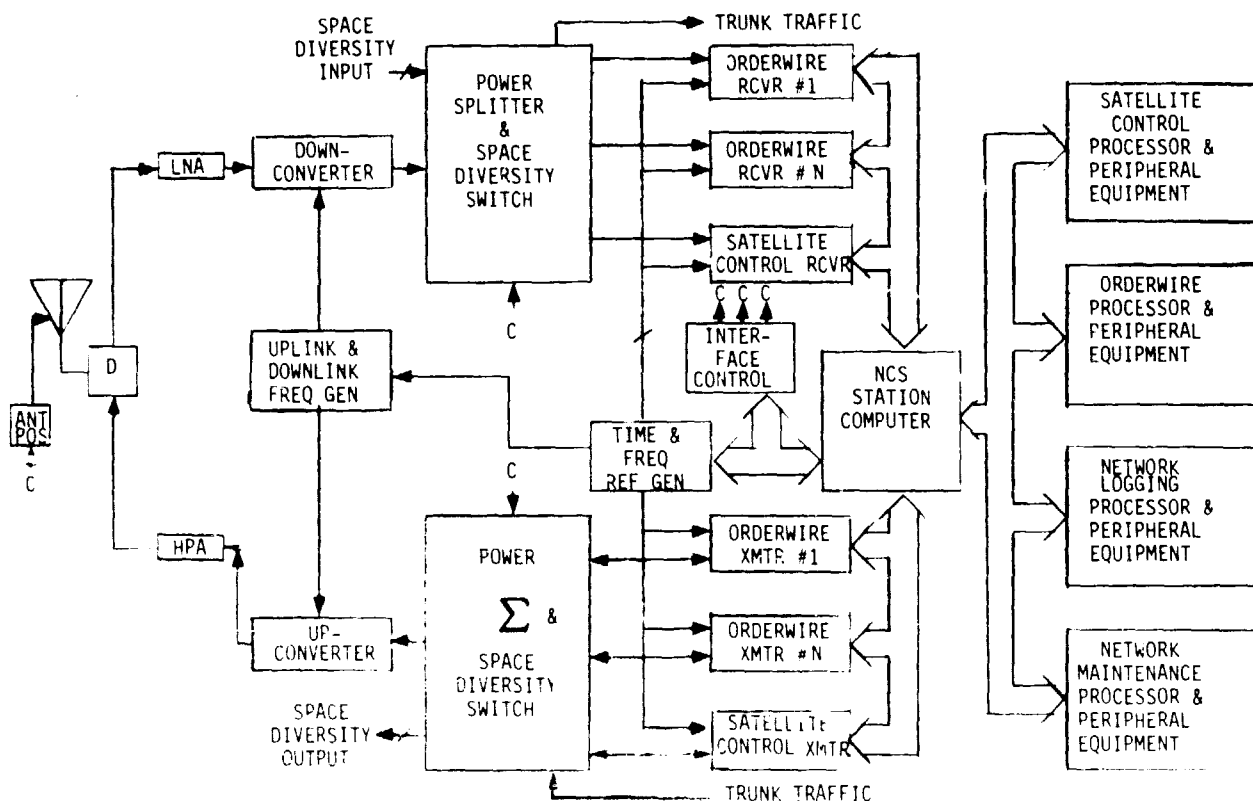 SPACE
DIVERSITY
INPUT
TRUNK TRAFFIC
POWER
SPLITTER
&
SPACE
DIVERSITY
SWITCH
ORDERWIRE
RCVR #1
ORDERWIRE
RCVR # N
SATELLITE
CONTROL RCVR
C C C
INTER-
FACE
CONTROL
LNA
DOWN-
CONVERTER
C
UPLINK &
DOWNLINK
FREQ GEN
D
ANT
POS
C
TIME &
FREQ
REF GEN
NCS
STATION
COMPUTER
C
HPA
UP-
CONVERTER
POWER
Σ &
SPACE
DIVERSITY
SWITCH
SPACE
DIVERSITY
OUTPUT
ORDERWIRE
XMTR #1
ORDERWIRE
XMTR #N
SATELLITE
CONTROL XMTR
TRUNK TRAFFIC
SATELLITE
CONTROL
PROCESSOR &
PERIPHERAL
EQUIPMENT
ORDERWIRE
PROCESSOR &
PERIPHERAL
EQUIPMENT
NETWORK
LOGGING
PROCESSOR &
PERIPHERAL
EQUIPMENT
NETWORK
MAINTENANCE
PROCESSOR &
PERIPHERAL
EQUIPMENT